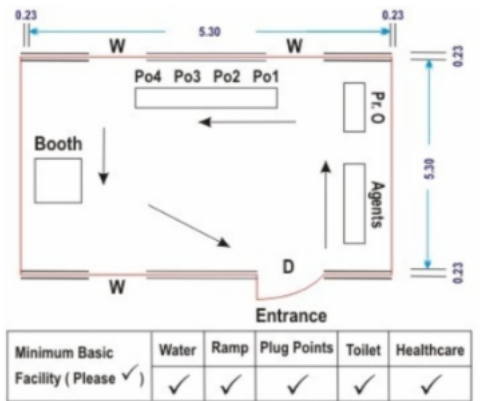 0.23
5.30
0.23
W
W
0.23
Po4 Po3 Po2 Po1
Pr. O
Booth
5.30
Agents
W
D
0.23
Entrance
Minimum Basic Facility ( Please ✓ )
Water
Ramp
Plug Points
Toilet
Healthcare
✓ ✓ ✓ ✓ ✓